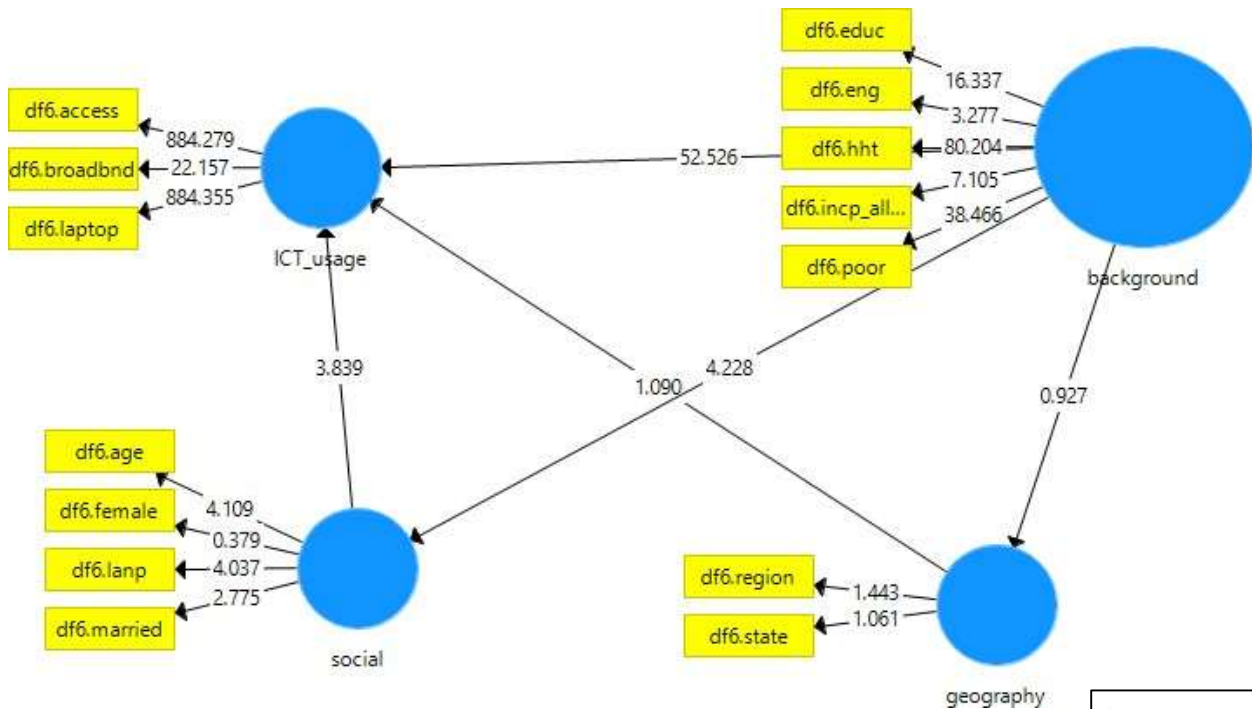 df6.educ
16.337
df6.eng
3.277
df6.hht
80.204
7.105
df6.incp_all...
38.466
df6.poor
background
df6.access
884.279
df6.broadbnd
22.157
884.355
df6.laptop
ICT_usage
52.526
3.839
4.228
1.090
0.927
df6.age
4.109
df6.female
0.379
df6.lanp
4.037
2.775
df6.married
social
df6.region
1.443
1.061
df6.state
geography